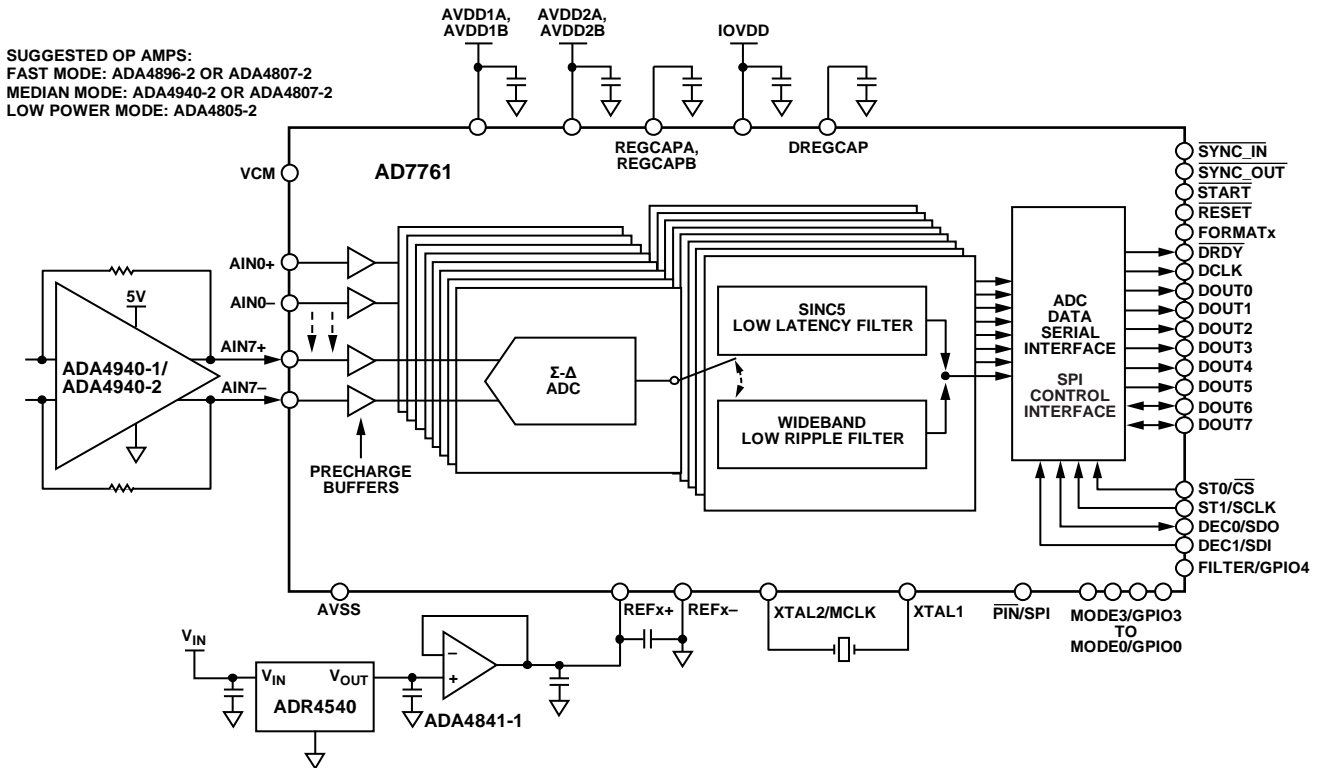 AVDD1A,
AVDD1B
AVDD2A,
AVDD2B
IOVDD
SUGGESTED OP AMPS:
FAST MODE: ADA4896-2 OR ADA4807-2
MEDIAN MODE: ADA4940-2 OR ADA4807-2
LOW POWER MODE: ADA4805-2
REGCAPA,
REGCAPB
DREGCAP
VCM
AD7761
SYNC_IN
SYNC_OUT
START
RESET
FORMATx
DRDY
DCLK
DOUT0
DOUT1
DOUT2
DOUT3
DOUT4
DOUT5
DOUT6
DOUT7
AIN0+
AIN0–
AIN7+
AIN7–
5V
ADA4940-1/
ADA4940-2
PRECHARGE
BUFFERS
Σ-Δ
ADC
SINC5
LOW LATENCY FILTER
WIDEBAND
LOW RIPPLE FILTER
ADC
DATA
SERIAL
INTERFACE
SPI
CONTROL
INTERFACE
ST0/CS
ST1/SCLK
DEC0/SDO
DEC1/SDI
FILTER/GPIO4
AVSS
REFx+
REFx–
XTAL2/MCLK
XTAL1
PIN/SPI
MODE3/GPIO3
TO
MODE0/GPIO0
VIN
VIN
VOUT
ADR4540
–
+
ADA4841-1